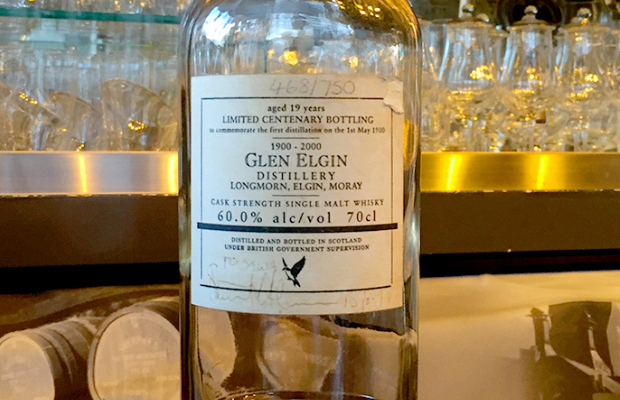 468/750
aged 19 years
LIMITED CENTENARY BOTTLING
to commemorate the first distillation on the 1st May 1900
1900 - 2000
GLEN ELGIN
DISTILLERY
LONGMORN, ELGIN, MORAY
CASK STRENGTH SINGLE MALT WHISKY
60.0% alc/vol 70cl
DISTILLED AND BOTTLED IN SCOTLAND
UNDER BRITISH GOVERNMENT SUPERVISION